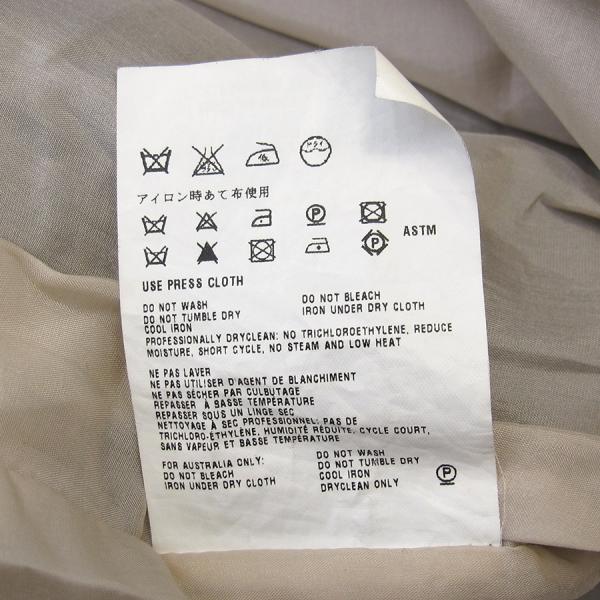 ドライ
アイロン時あて布使用
P
P ASTM
USE PRESS CLOTH
DO NOT WASH DO NOT BLEACH
DO NOT TUMBLE DRY IRON UNDER DRY CLOTH
COOL IRON
PROFESSIONALLY DRYCLEAN: NO TRICHLOROETHYLENE, REDUCE
MOISTURE, SHORT CYCLE, NO STEAM AND LOW HEAT
NE PAS LAVER
NE PAS UTILISER D'AGENT DE BLANCHIMENT
NE PAS SÉCHER PAR CULBUTAGE
REPASSER À BASSE TEMPÉRATURE
REPASSER SOUS UN LINGE SEC
NETTOYAGE À SEC PROFESSIONNEL: PAS DE
TRICHLORO-ÉTHYLÈNE, HUMIDITÉ RÉDUITE, CYCLE COURT,
SANS VAPEUR ET BASSE TEMPÉRATURE
FOR AUSTRALIA ONLY: DO NOT WASH
DO NOT BLEACH DO NOT TUMBLE DRY
IRON UNDER DRY CLOTH COOL IRON
DRYCLEAN ONLY P